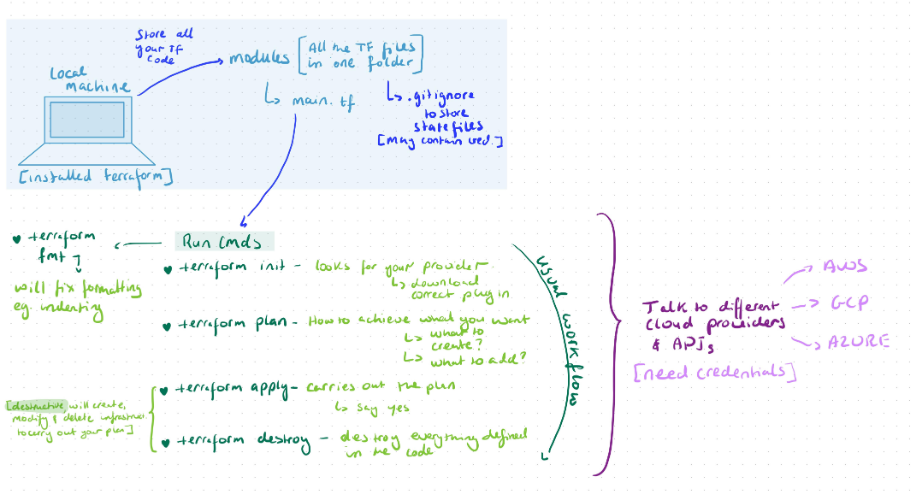 Store all
your TF
code
local
machine
[installed terraform]
modules
[All the TF files
in one folder]
↳ main.tf
↳ .gitignore
to store
statefiles
[may contain cred.]
Run Cmds
♥ terraform
fmt
will fix formatting
eg. indenting
♥ terraform init - looks for your provider
↳ download
correct plugin
♥ terraform plan - How to achieve what you want
↳ what to
create?
↳ what to add?
♥ terraform apply - carries out the plan
↳ say yes
♥ terraform destroy - destroy everything defined
in the code
[destructive will create,
modify & delete
to carry out your plan]
usual workflow
Talk to different
cloud providers
& APIs
[need credentials]
AWS
GCP
AZURE